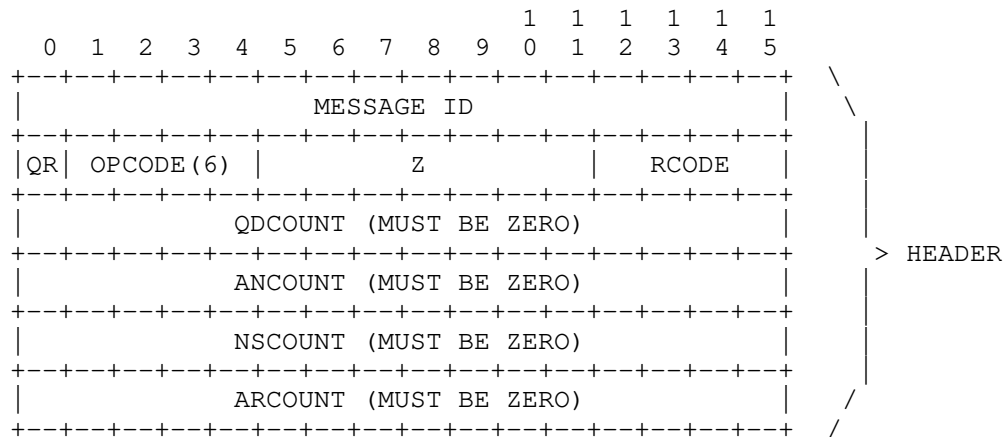 1 1 1 1 1 1
0 1 2 3 4 5 6 7 8 9 0 1 2 3 4 5
+--+--+--+--+--+--+--+--+--+--+--+--+--+--+--+--+ \
| MESSAGE ID | \
+--+--+--+--+--+--+--+--+--+--+--+--+--+--+--+--+ |
|QR| OPCODE(6) | Z | RCODE | |
+--+--+--+--+--+--+--+--+--+--+--+--+--+--+--+--+ |
| QDCOUNT (MUST BE ZERO) | |
+--+--+--+--+--+--+--+--+--+--+--+--+--+--+--+--+ > HEADER
| ANCOUNT (MUST BE ZERO) | |
+--+--+--+--+--+--+--+--+--+--+--+--+--+--+--+--+ |
| NSCOUNT (MUST BE ZERO) | |
+--+--+--+--+--+--+--+--+--+--+--+--+--+--+--+--+ |
| ARCOUNT (MUST BE ZERO) | /
+--+--+--+--+--+--+--+--+--+--+--+--+--+--+--+--+ /